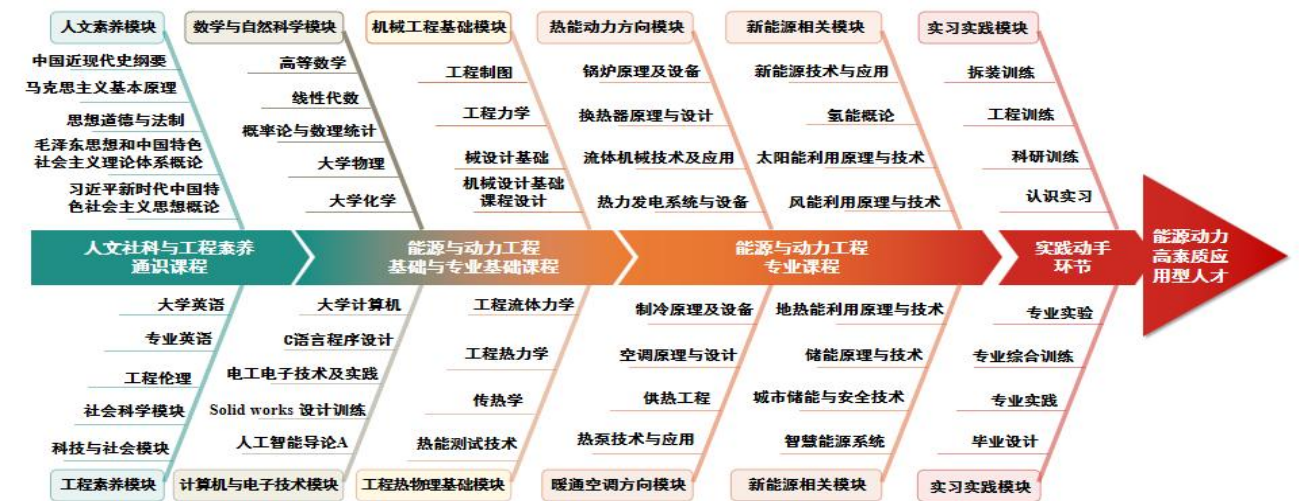 人文素养模块
中国近现代史纲要
马克思主义基本原理
思想道德与法制
毛泽东思想和中国特色
社会主义理论体系概论
习近平新时代中国特
色社会主义思想概论
数学与自然科学模块
高等数学
线性代数
概率论与数理统计
大学物理
大学化学
机械工程基础模块
工程制图
工程力学
械设计基础
机械设计基础
课程设计
热能动力方向模块
锅炉原理及设备
换热器原理与设计
流体机械技术及应用
热力发电系统与设备
新能源相关模块
新能源技术与应用
氢能概论
太阳能利用原理与技术
风能利用原理与技术
实习实践模块
拆装训练
工程训练
科研训练
认识实习
人文社科与工程素养
通识课程
能源与动力工程
基础与专业基础课程
能源与动力工程
专业课程
实践动手
环节
能源动力
高素质应
用型人才
大学英语
专业英语
工程伦理
社会科学模块
科技与社会模块
工程素养模块
大学计算机
C语言程序设计
电工电子技术及实践
Solid works 设计训练
人工智能导论A
计算机与电子技术模块
工程流体力学
工程热力学
传热学
热能测试技术
工程热物理基础模块
制冷原理及设备
空调原理与设计
供热工程
热泵技术与应用
暖通空调方向模块
地热能利用原理与技术
储能原理与技术
城市储能与安全技术
智慧能源系统
新能源相关模块
专业实验
专业综合训练
专业实践
毕业设计
实习实践模块